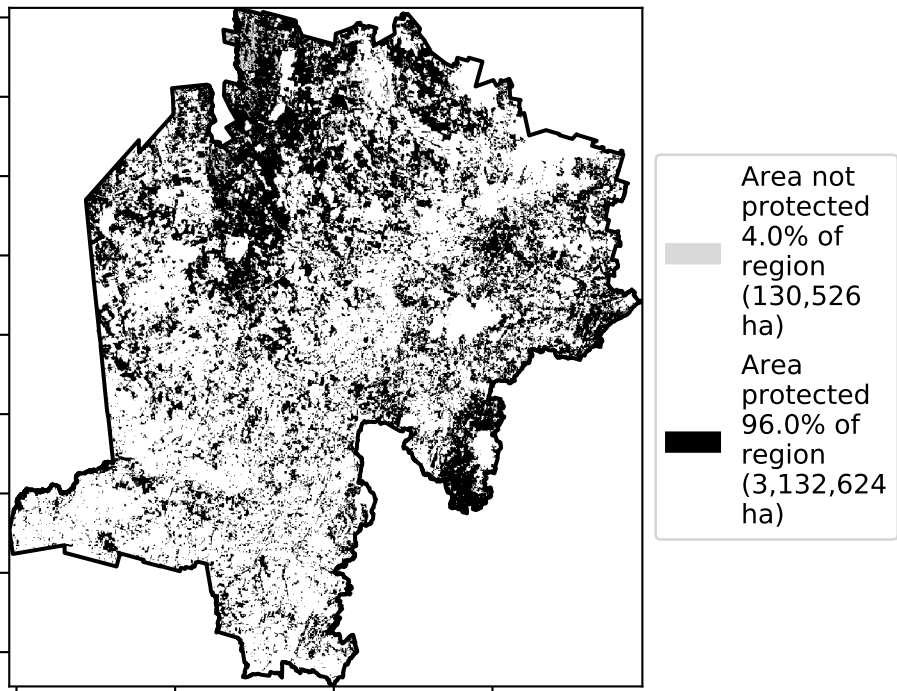 Area not
protected
4.0% of
region
(130,526
ha)
Area
protected
96.0% of
region
(3,132,624
ha)